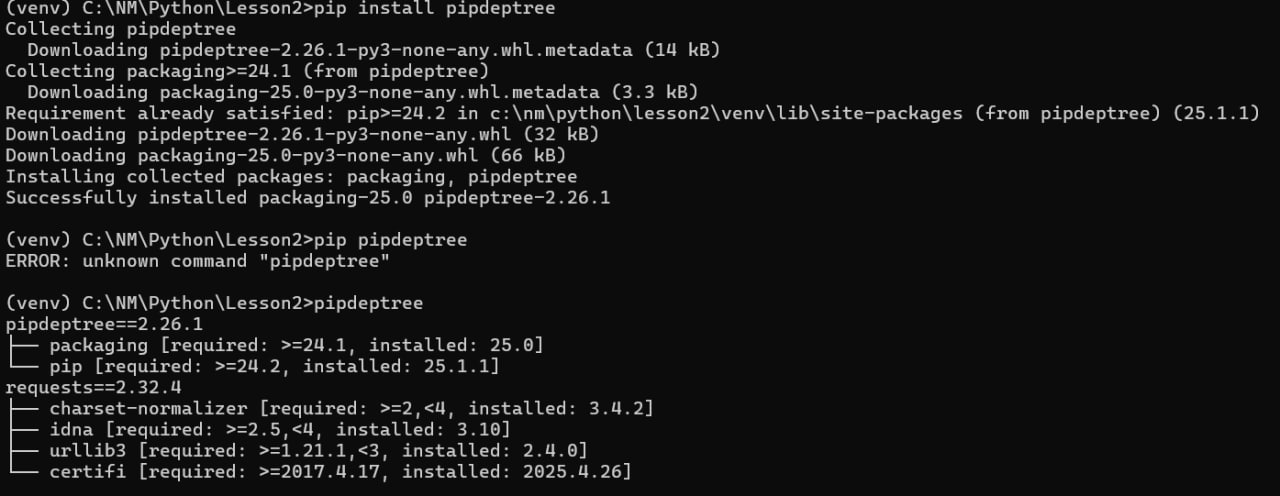 (venv) C:\NM\Python\Lesson2>pip install pipdeptree
Collecting pipdeptree
  Downloading pipdeptree-2.26.1-py3-none-any.whl.metadata (14 kB)
Collecting packaging>=24.1 (from pipdeptree)
  Downloading packaging-25.0-py3-none-any.whl.metadata (3.3 kB)
Requirement already satisfied: pip>=24.2 in c:\nm\python\lesson2\venv\lib\site-packages (from pipdeptree) (25.1.1)
Downloading pipdeptree-2.26.1-py3-none-any.whl (32 kB)
Downloading packaging-25.0-py3-none-any.whl (66 kB)
Installing collected packages: packaging, pipdeptree
Successfully installed packaging-25.0 pipdeptree-2.26.1

(venv) C:\NM\Python\Lesson2>pip pipdeptree
ERROR: unknown command "pipdeptree"

(venv) C:\NM\Python\Lesson2>pipdeptree
pipdeptree==2.26.1
├── packaging [required: >=24.1, installed: 25.0]
└── pip [required: >=24.2, installed: 25.1.1]
requests==2.32.4
├── charset-normalizer [required: >=2,<4, installed: 3.4.2]
├── idna [required: >=2.5,<4, installed: 3.10]
├── urllib3 [required: >=1.21.1,<3, installed: 2.4.0]
└── certifi [required: >=2017.4.17, installed: 2025.4.26]